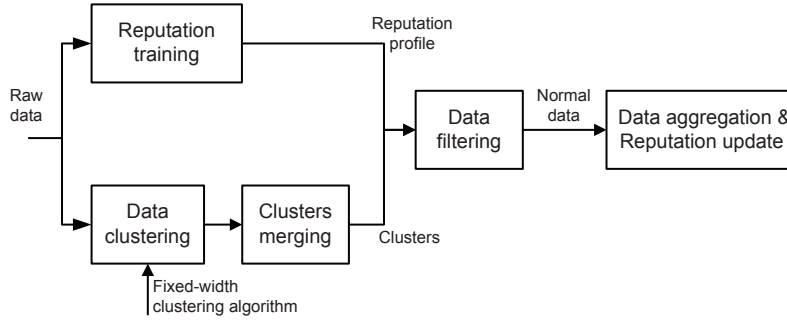 Reputation
training
Reputation
profile
Raw
data
Data
filtering
Normal
data
Data aggregation &
Reputation update
Data
clustering
Clusters
merging
Clusters
Fixed-width
clustering algorithm